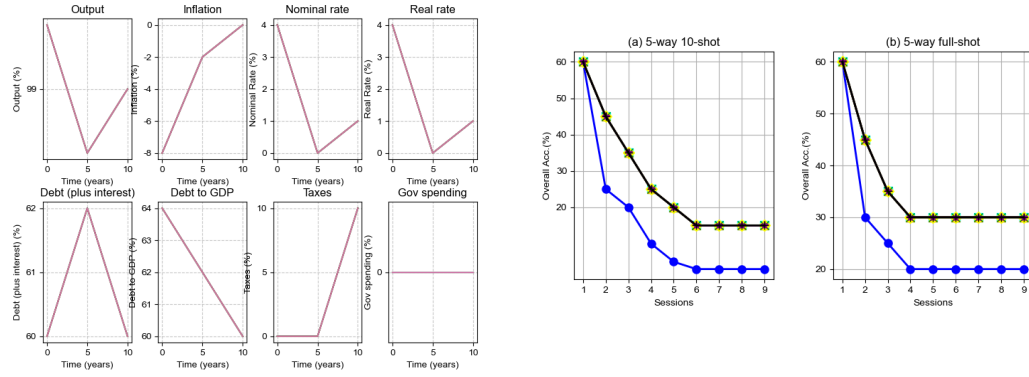 Output
Output (%)
99
0 5 10
Time (years)
Inflation
Inflation (%)
0
-2
-4
-6
-8
0 5 10
Time (years)
Nominal rate
Nominal Rate (%)
4
3
2
1
0
0 5 10
Time (years)
Real rate
Real Rate (%)
4
3
2
1
0
0 5 10
Time (years)
Debt (plus interest)
Debt (plus interest) (%)
62
61
60
0 5 10
Time (years)
Debt to GDP
Debt to GDP (%)
64
63
62
61
60
0 5 10
Time (years)
Taxes
Taxes (%)
10
5
0
0 5 10
Time (years)
Gov spending
Gov spending (%)
0
0 5 10
Time (years)
(a) 5-way 10-shot
Overall Acc.(%)
60
50
40
30
20
1 2 3 4 5 6 7 8 9
Sessions
(b) 5-way full-shot
Overall Acc.(%)
60
50
40
30
20
1 2 3 4 5 6 7 8 9
Sessions